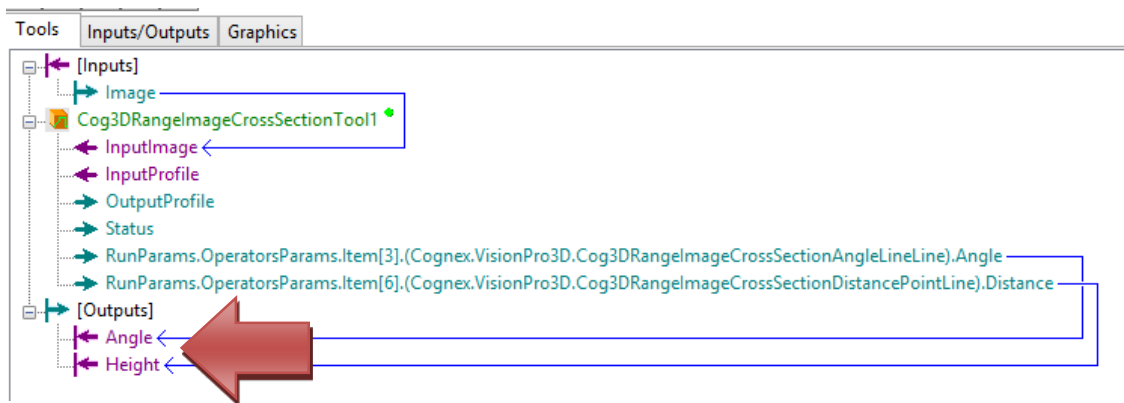 Tools Inputs/Outputs Graphics
[Inputs]
Image
Cog3DRangeImageCrossSectionTool1
InputImage
InputProfile
OutputProfile
Status
RunParams.OperatorsParams.Item[3].(Cognex.VisionPro3D.Cog3DRangeImageCrossSectionAngleLineLine).Angle
RunParams.OperatorsParams.Item[6].(Cognex.VisionPro3D.Cog3DRangeImageCrossSectionDistancePointLine).Distance
[Outputs]
Angle
Height